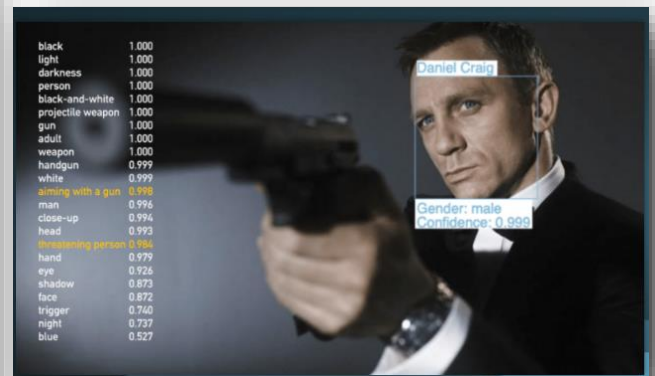 black 1.000
light 1.000
darkness 1.000
person 1.000
black-and-white 1.000
projectile weapon 1.000
gun 1.000
adult 1.000
weapon 1.000
handgun 0.999
white 0.999
aiming with a gun 0.998
man 0.996
close-up 0.994
head 0.993
threatening person 0.984
hand 0.979
eye 0.926
shadow 0.873
face 0.872
trigger 0.740
night 0.737
blue 0.527
Daniel Craig
Gender: male
Confidence: 0.999